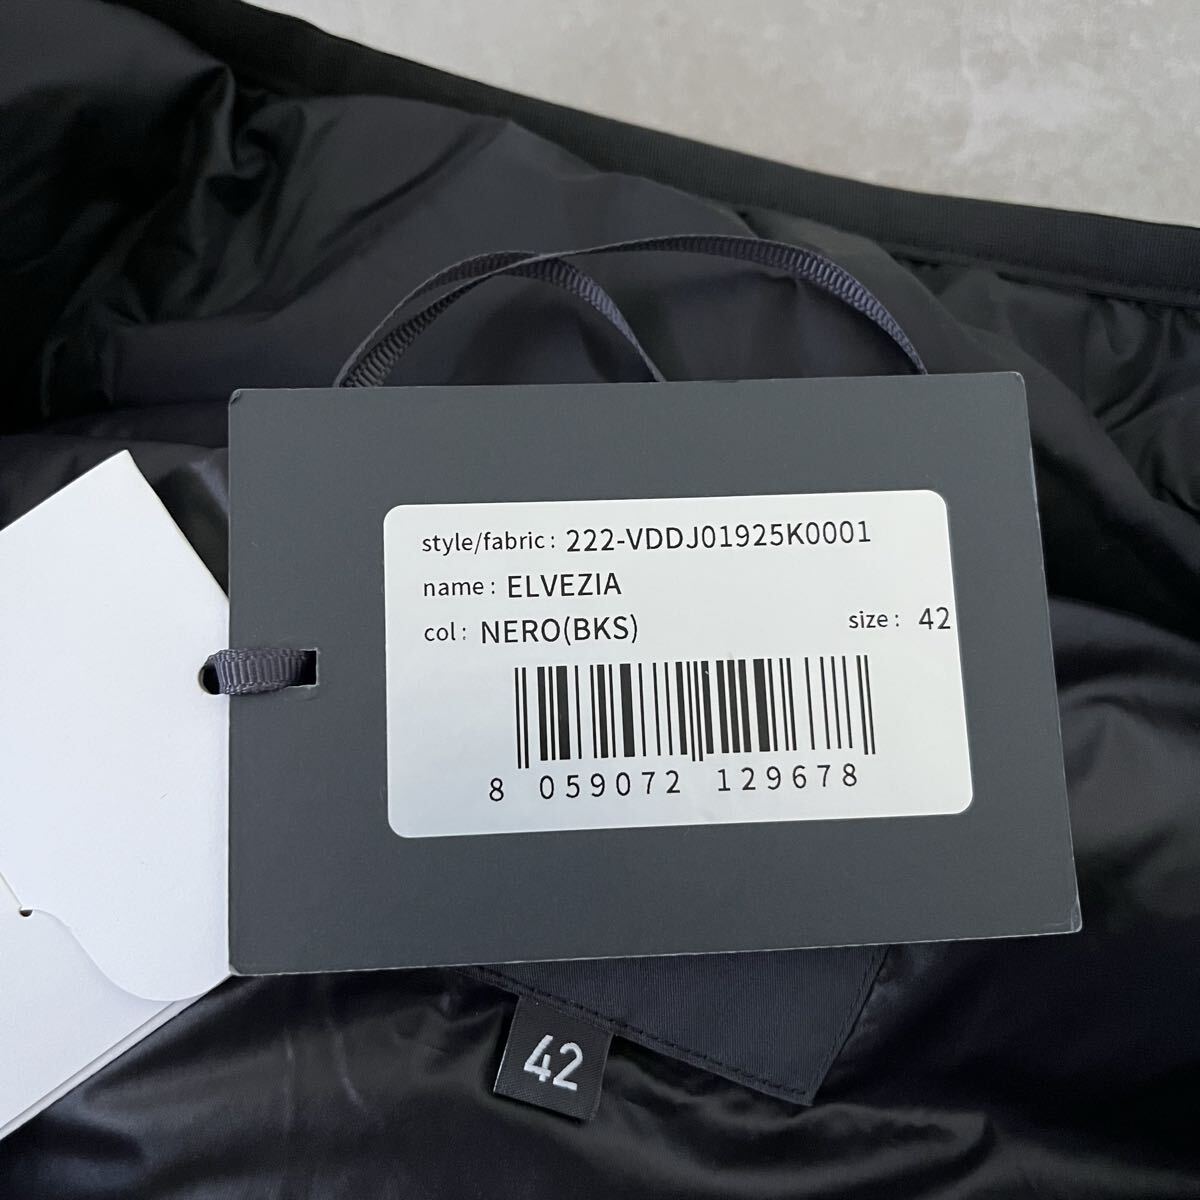 style/fabric: 222-VDDJ01925K0001
name: ELVEZIA
col: NERO(BKS) size: 42
8 059072 129678
42